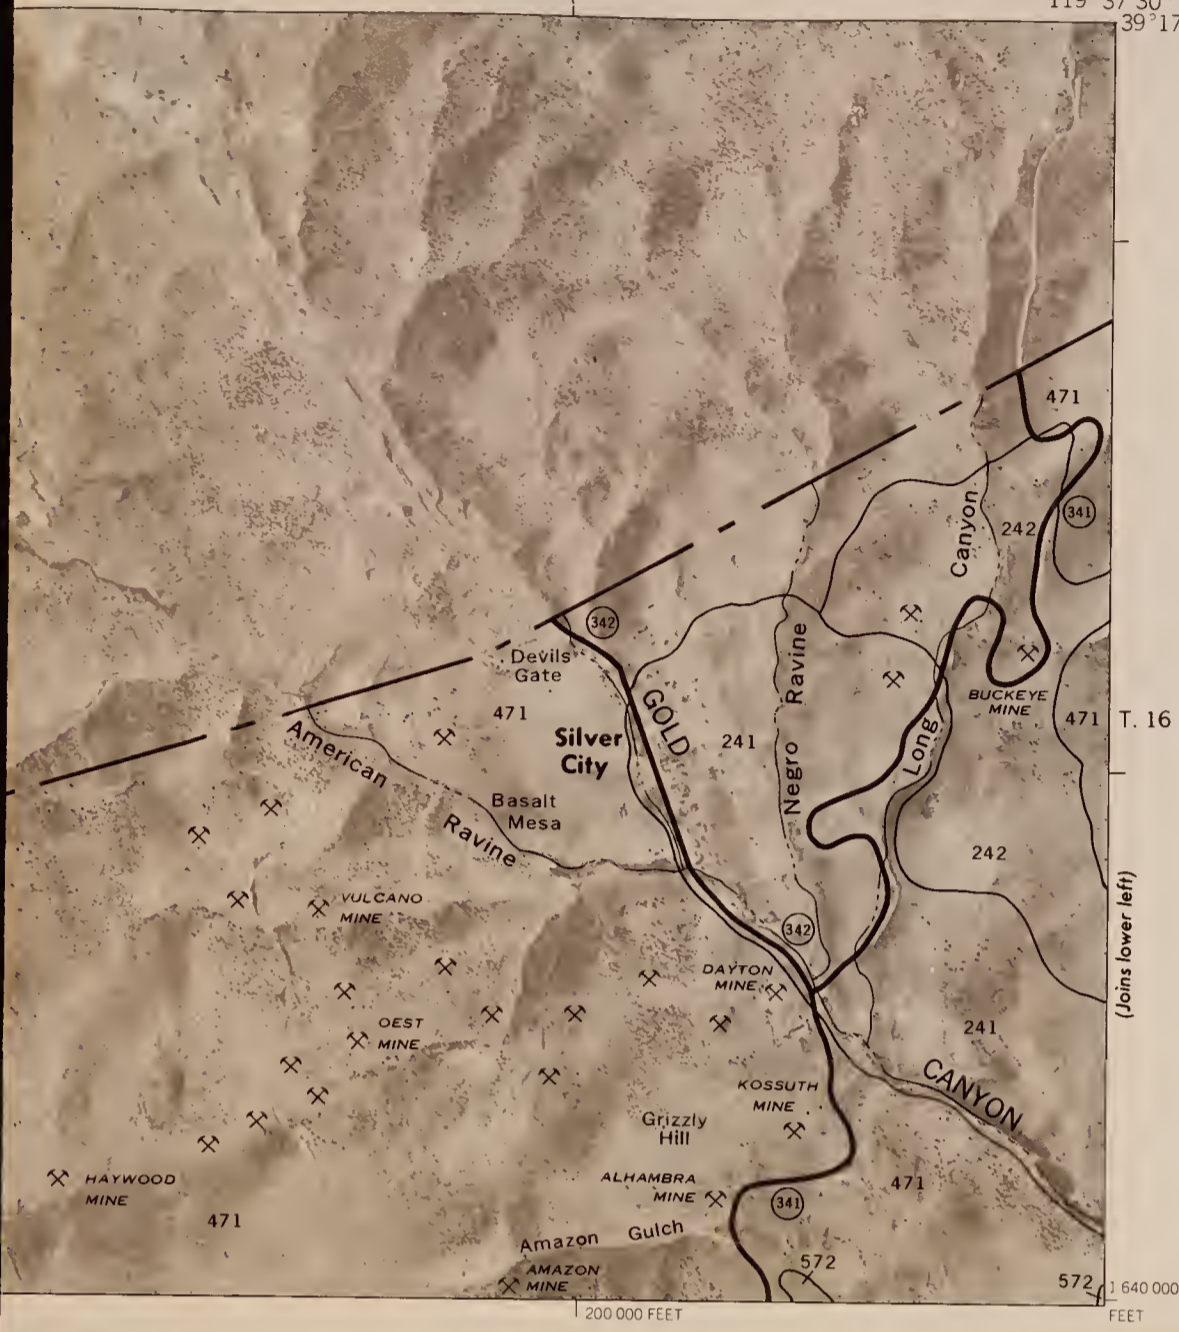 119° 37' 30"
39°17
471
Canyon
242
341
342
Devils
Gate
471
GOLD
Silver
City
241
Negro Ravine
Long
BUCKEYE
MINE
471
T. 16
American
Ravine
Basalt
Mesa
242
VULCANO
MINE
342
DAYTON
MINE
(Joins lower left)
OEST
MINE
241
KOSSUTH
MINE
CANYON
Grizzly
Hill
HAYWOOD
MINE
ALHAMBRA
MINE
471
341
471
Amazon Gulch
572
AMAZON
MINE
572
1 640 000
FEET
200 000 FEET